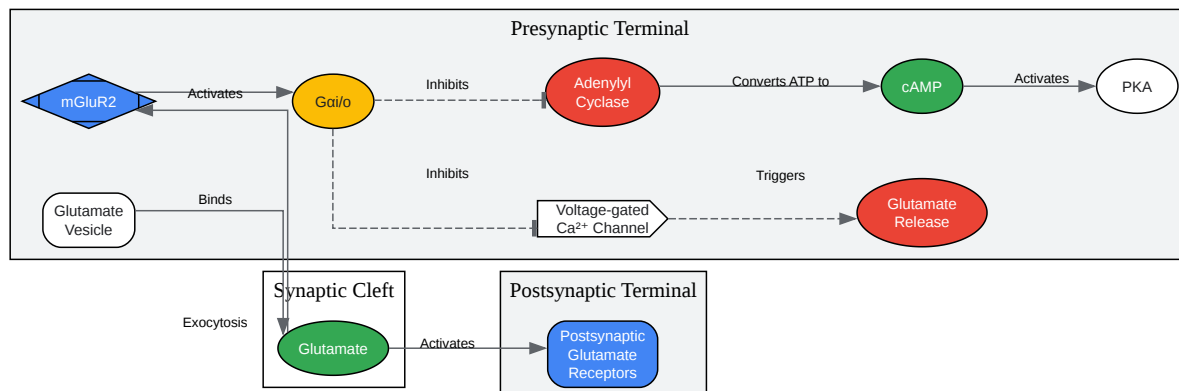 Presynaptic Terminal
mGluR2
Activates
Gαi/o
Inhibits
Adenylyl
Cyclase
Converts ATP to
cAMP
Activates
PKA
Inhibits
Triggers
Glutamate
Vesicle
Binds
Voltage-gated
Ca²⁺ Channel
Glutamate
Release
Synaptic Cleft
Postsynaptic Terminal
Exocytosis
Glutamate
Activates
Postsynaptic
Glutamate
Receptors